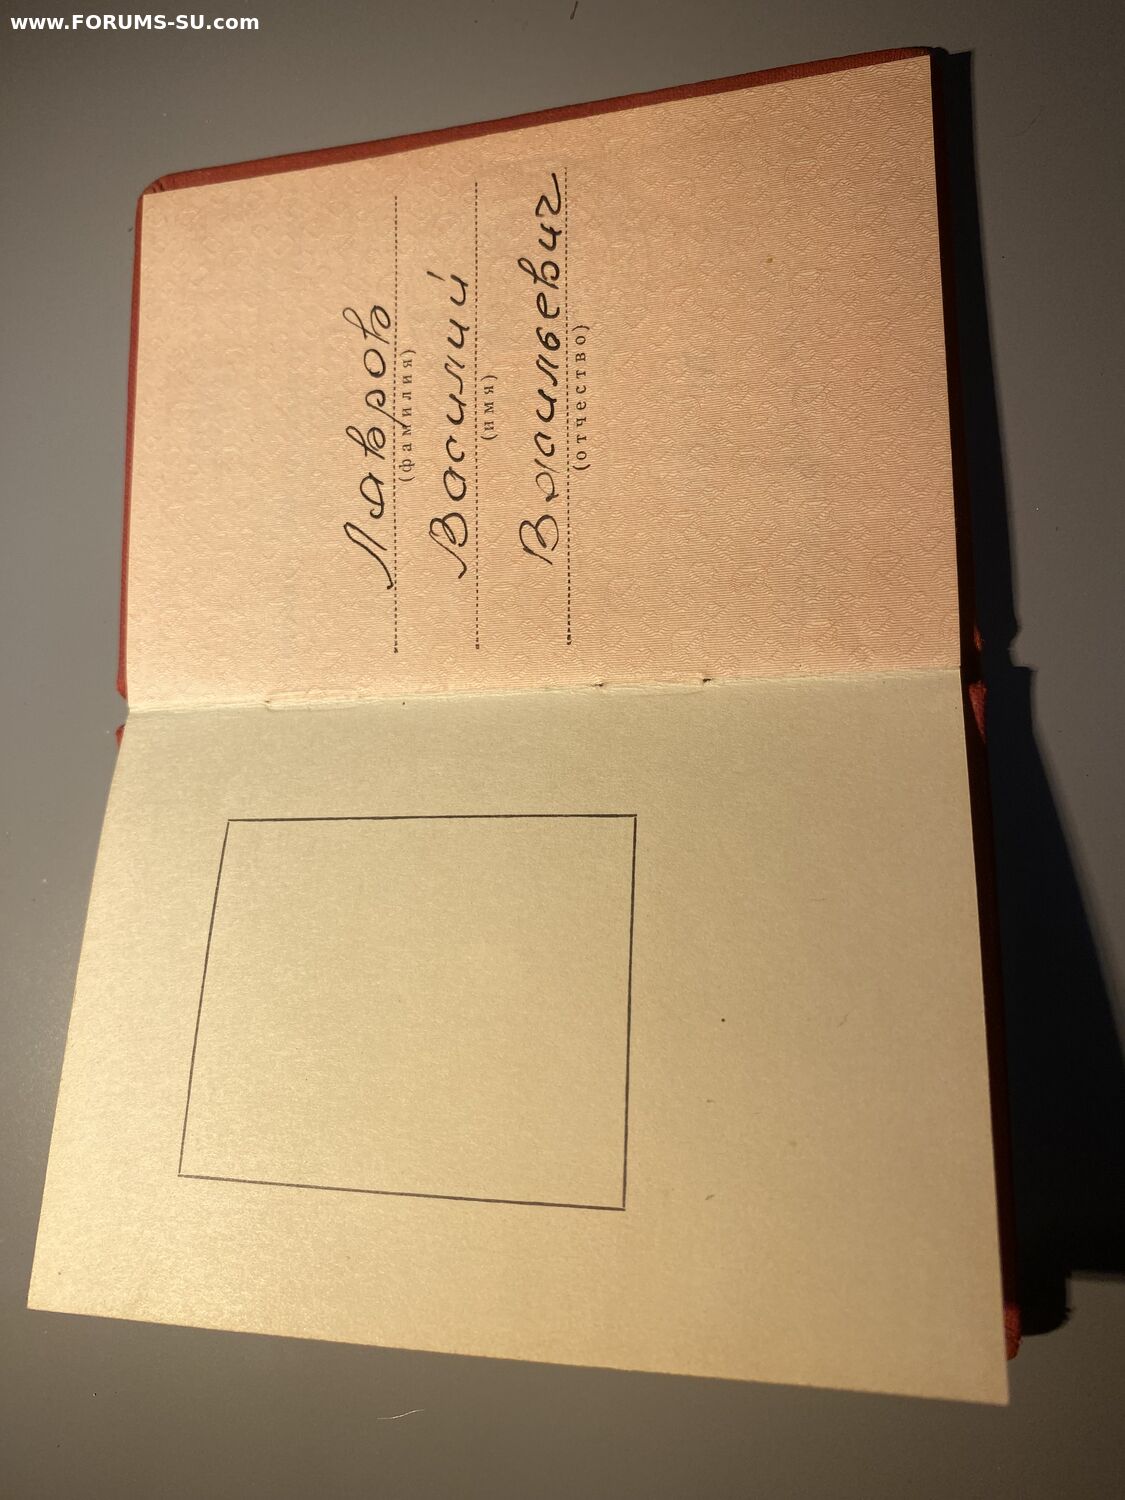 www.FORUMS-SU.com
Лавров
(фамилия)
Василий
(имя)
Васильевич
(отчество)